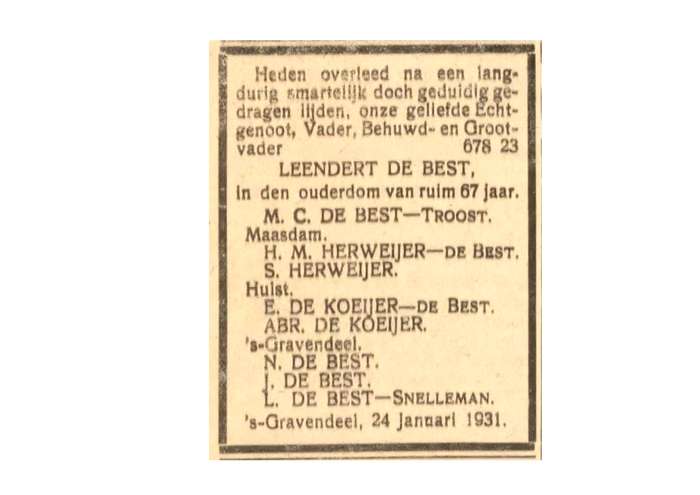 Heden overleed na een lang-
durig smartelijk doch geduldig ge-
dragen lijden, onze geliefde Echt-
genoot, Vader, Behuwd- en Groot-
vader 678 23
LEENDERT DE BEST,
in den ouderdom van ruim 67 jaar.
M. C. DE BEST—TROOST.
Maasdam.
H. M. HERWEIJER—DE BEST.
S. HERWEIJER.
Hulst.
E. DE KOEIJER—DE BEST.
ABR. DE KOEIJER.
's-Gravendeel.
N. DE BEST.
J. DE BEST.
L. DE BEST—SNELLEMAN.
's-Gravendeel, 24 Januari 1931.